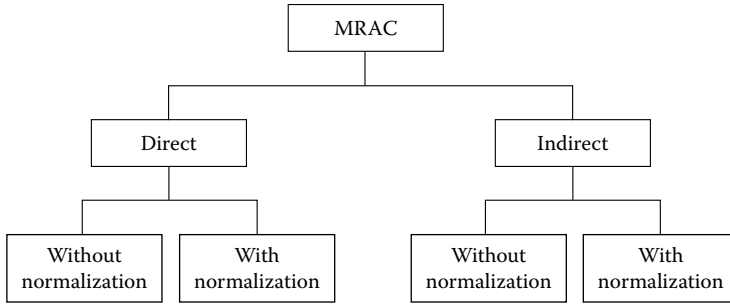 MRAC
Direct
Indirect
Without
normalization
With
normalization
Without
normalization
With
normalization